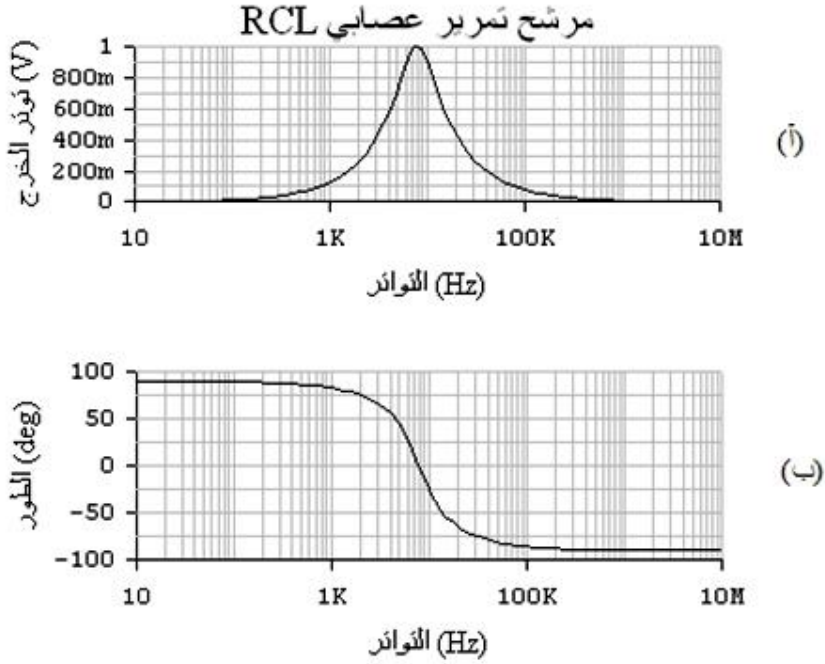 مرشح تمرير عصابي RCL
توتر الخرج (V)
1
800m
600m
400m
200m
0
10 1K 100K 10M
التواتر (Hz)
(أ)
الطور (deg)
100
50
0
-50
-100
10 1K 100K 10M
التواتر (Hz)
(ب)